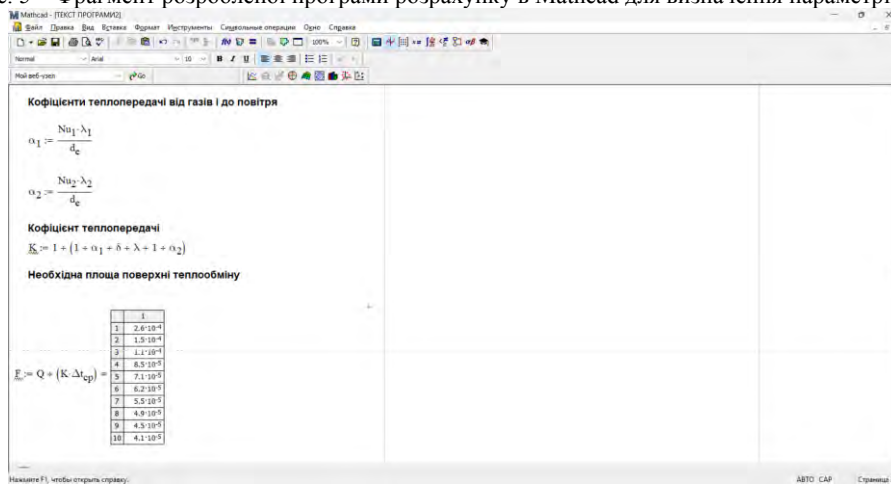 Фрагмент розробленої програми розрахунку в Mathcad для визначення параметрі
Mathcad - [ТЕКСТ ПРОГРАМИ2]
Файл Правка Вид Вставка Формат Инструменты Символьные операции Окно Справка
Normal Arial 10 B I U
100%
Мой веб-узел Go
Кофіцієнти теплопередачі від газів і до повітря
α₁ := Nu₁·λ₁ / dₑ
α₂ := Nu₂·λ₂ / dₑ
Кофіцієнт теплопередачі
K := 1 + (1 + α₁ + δ + λ + 1 + α₂)
Необхідна площа поверхні теплообміну
1
1 2.6·10⁻⁴
2 1.5·10⁻⁴
3 1.1·10⁻⁴
4 8.5·10⁻⁵
F := Q + (K·Δtср) = 5 7.1·10⁻⁵
6 6.2·10⁻⁵
7 5.5·10⁻⁵
8 4.9·10⁻⁵
9 4.5·10⁻⁵
10 4.1·10⁻⁵
Нажмите F1, чтобы открыть справку. АВТО CAP Страница